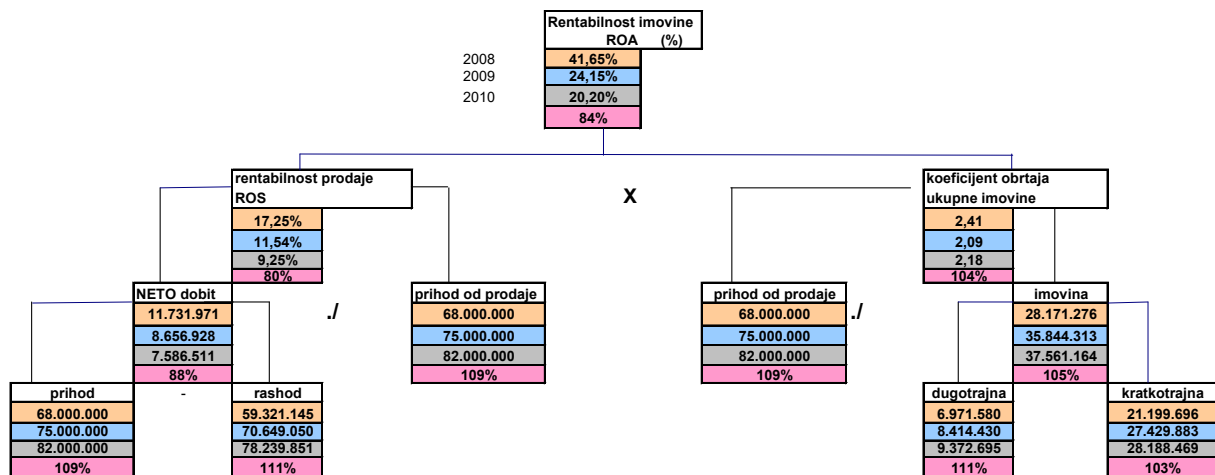 Rentabilnost imovine
ROA (%)
2008 41,65%
2009 24,15%
2010 20,20%
84%
rentabilnost prodaje
ROS
X
koeficijent obrtaja
ukupne imovine
17,25% 2,41
11,54% 2,09
9,25% 2,18
80% 104%
NETO dobit prihod od prodaje prihod od prodaje imovina
11.731.971 ./ 68.000.000 68.000.000 ./ 28.171.276
8.656.928 75.000.000 75.000.000 35.844.313
7.586.511 82.000.000 82.000.000 37.561.164
88% 109% 109% 105%
prihod - rashod dugotrajna kratkotrajna
68.000.000 59.321.145 6.971.580 21.199.696
75.000.000 70.649.050 8.414.430 27.429.883
82.000.000 78.239.851 9.372.695 28.188.469
109% 111% 111% 103%